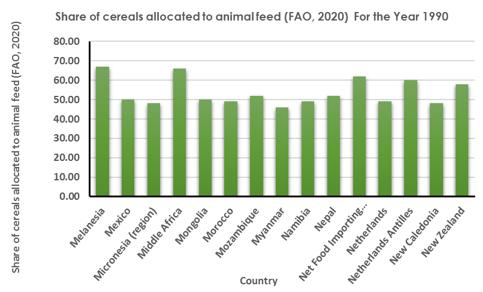 Share of cereals allocated to animal feed (FAO, 2020) For the Year 1990
Share of cereals allocated to animal feed (FAO, 2020)
80.00
70.00
60.00
50.00
40.00
30.00
20.00
10.00
0.00
Melanesia
Mexico
Micronesia (region)
Middle Africa
Mongolia
Morocco
Mozambique
Myanmar
Namibia
Nepal
Net Food Importing...
Netherlands
Netherlands Antilles
New Caledonia
New Zealand
Country